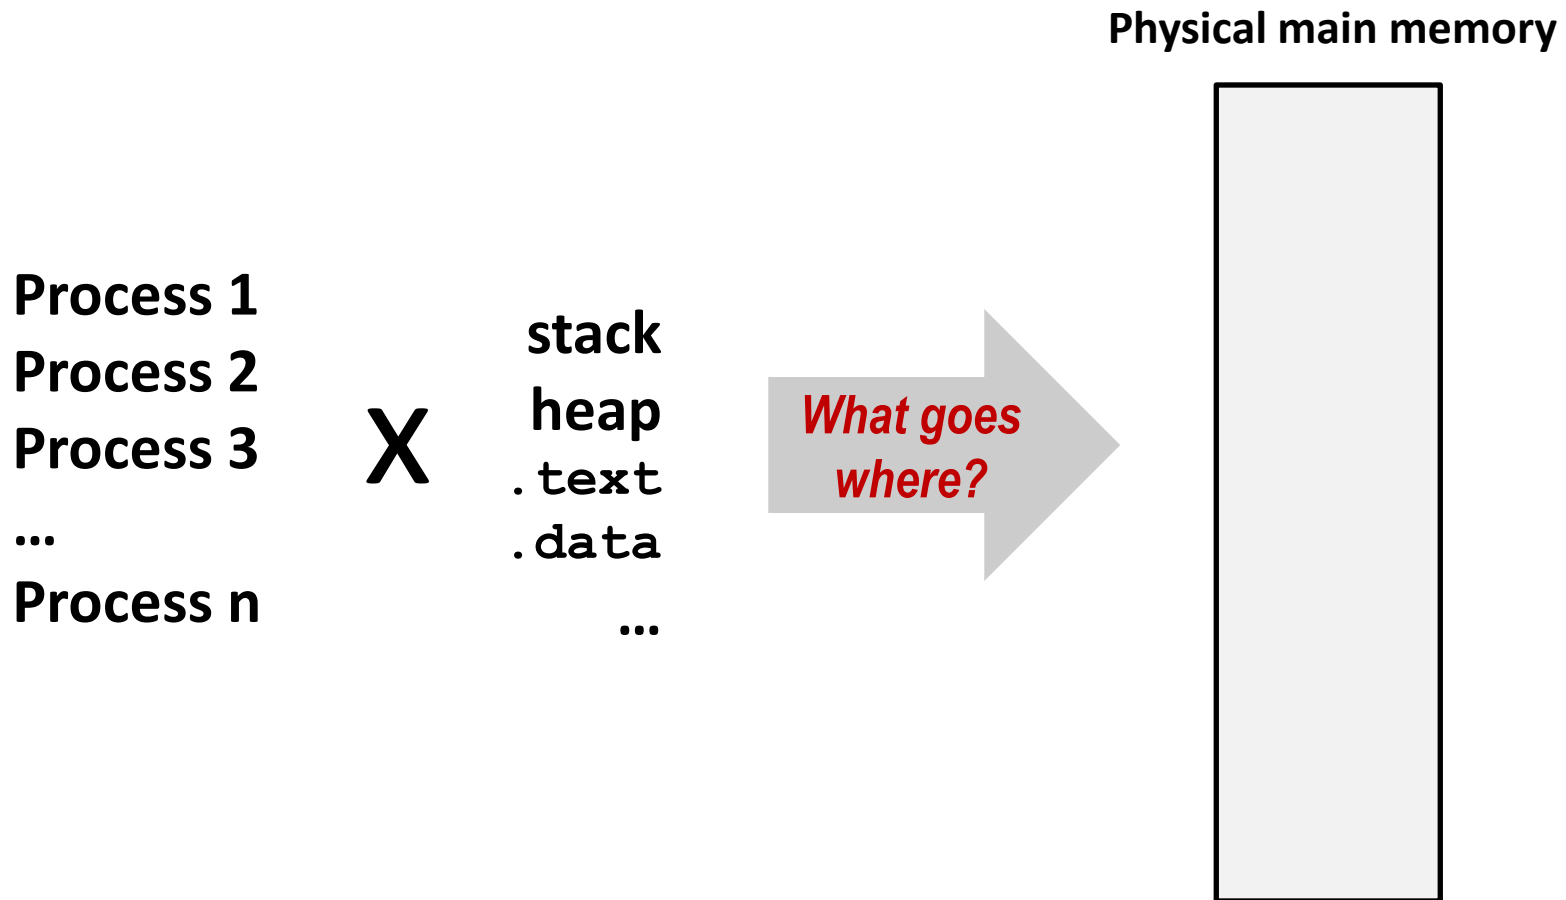 Physical main memory
Process 1
Process 2
Process 3
…
Process n
X
stack
heap
.text
.data
…
What goes
where?